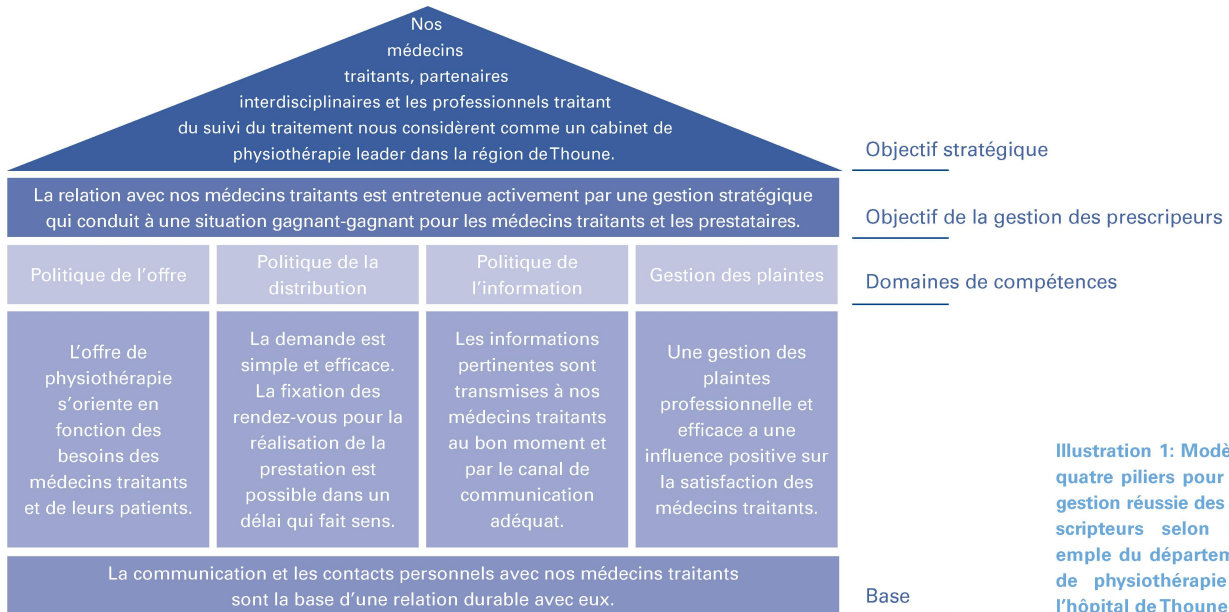 Nos
médecins
traitants, partenaires
interdisciplinaires et les professionnels traitant
du suivi du traitement nous considèrent comme un cabinet de
physiothérapie leader dans la région de Thoune.
Objectif stratégique
La relation avec nos médecins traitants est entretenue activement par une gestion stratégique
qui conduit à une situation gagnant-gagnant pour les médecins traitants et les prestataires.
Objectif de la gestion des prescripeurs
Politique de l'offre
Politique de la
distribution
Politique de
l'information
Gestion des plaintes
Domaines de compétences
L'offre de
physiothérapie
s'oriente en
fonction des
besoins des
médecins traitants
et de leurs patients.
La demande est
simple et efficace.
La fixation des
rendez-vous pour la
réalisation de la
prestation est
possible dans un
délai qui fait sens.
Les informations
pertinentes sont
transmises à nos
médecins traitants
au bon moment et
par le canal de
communication
adéquat.
Une gestion des
plaintes
professionnelle et
efficace a une
influence positive sur
la satisfaction des
médecins traitants.
La communication et les contacts personnels avec nos médecins traitants
sont la base d'une relation durable avec eux.
Base
Illustration 1:
quatre piliers pour
gestion réussie des
scripteurs selon
emple du
de physiothérapie
l'hôpital de Thoune